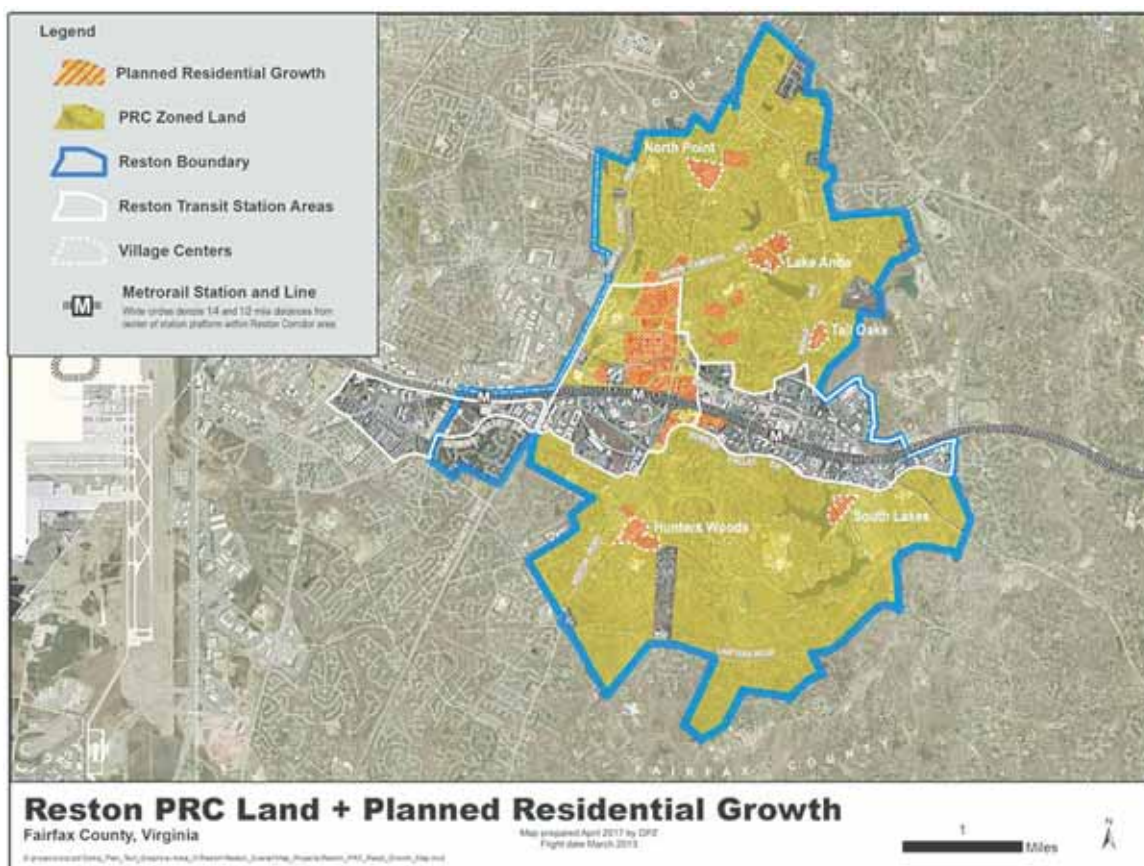 Legend
Planned Residential Growth
PRC Zoned Land
Reston Boundary
Reston Transit Station Areas
Village Centers
M
Metrorail Station and Line
White circles denote 1/4 and 1/2 mile distances from
center of station platform within Reston Corridor area.
COUNTY
North Point
Lake Anne
Tall Oaks
M
M
M
South Lakes
Hunters Woods
FAIRFAX COUNTY
Reston PRC Land + Planned Residential Growth
Fairfax County, Virginia
Map prepared April 2017 by DPZ
Flight date March 2013
1
Miles
N